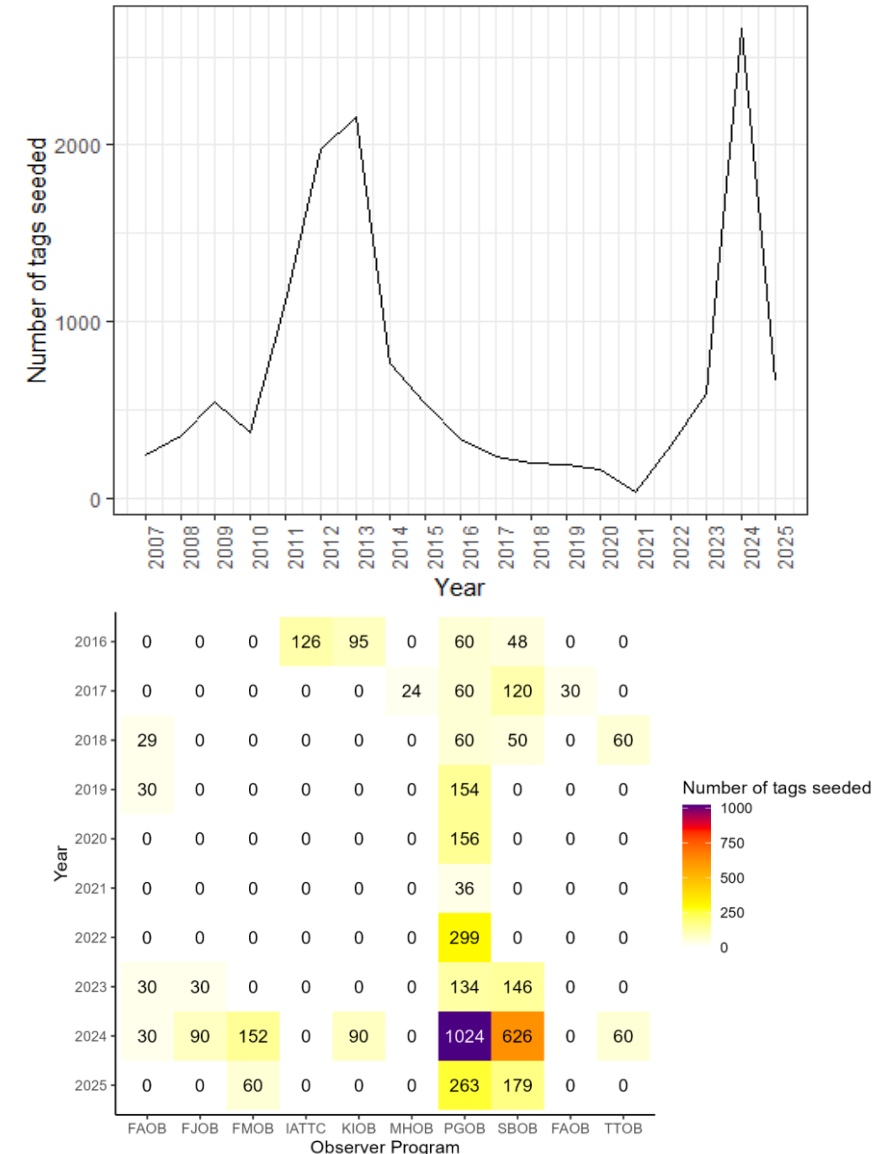 Number of tags seeded
2000
1000
0
2007 2008 2009 2010 2011 2012 2013 2014 2015 2016 2017 2018 2019 2020 2021 2022 2023 2024 2025
Year
Year
2016 0 0 0 126 95 0 60 48 0 0
2017 0 0 0 0 0 24 60 120 30 0
2018 29 0 0 0 0 0 60 50 0 60
2019 30 0 0 0 0 0 154 0 0 0
2020 0 0 0 0 0 0 156 0 0 0
2021 0 0 0 0 0 0 36 0 0 0
2022 0 0 0 0 0 0 299 0 0 0
2023 30 30 0 0 0 0 134 146 0 0
2024 30 90 152 0 90 0 1024 626 0 60
2025 0 0 60 0 0 0 263 179 0 0
FAOB FJOB FMOB IATTC KIOB MHOB PGOB SBOB FAOB TTOB
Observer Program
Number of tags seeded
1000
750
500
250
0